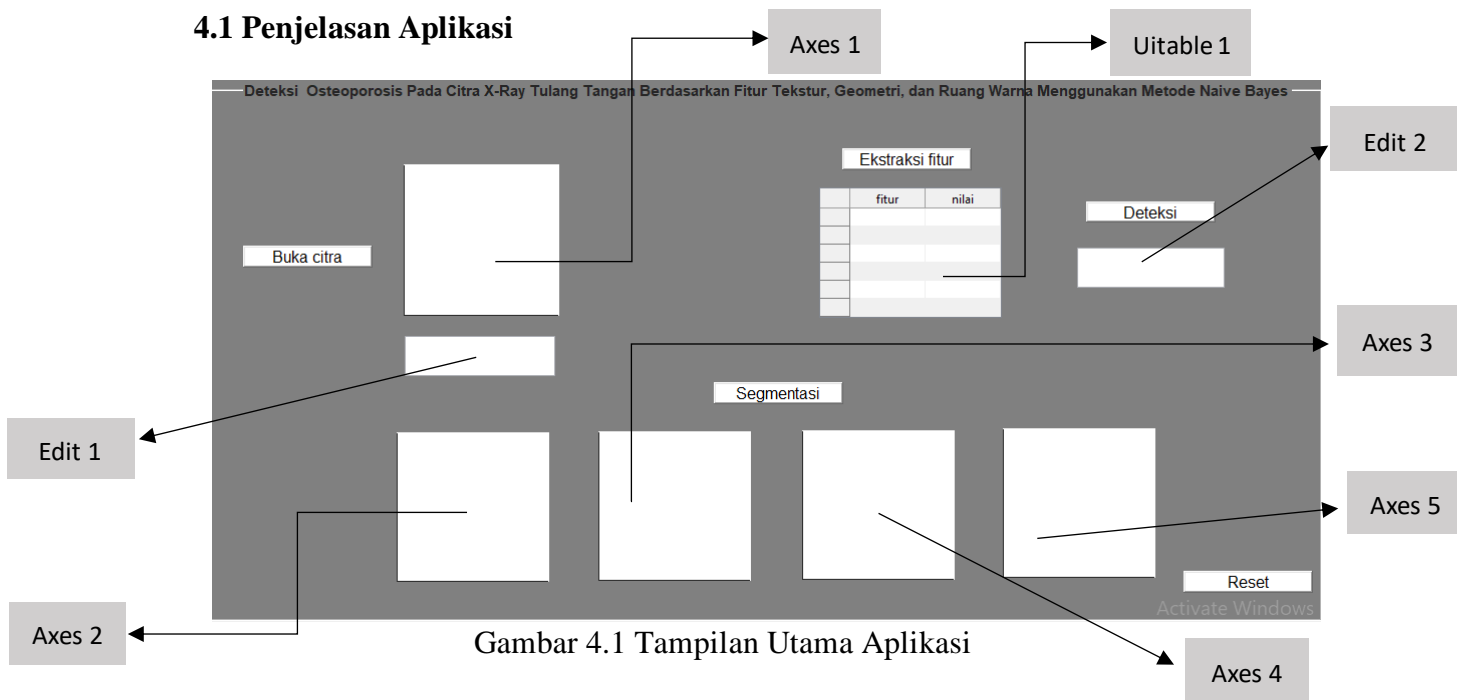 4.1 Penjelasan Aplikasi
Axes 1
Uitable 1
Deteksi Osteoporosis Pada Citra X-Ray Tulang Tangan Berdasarkan Fitur Tekstur, Geometri, dan Ruang Warna Menggunakan Metode Naive Bayes
Edit 2
Ekstraksi fitur
fitur nilai
Deteksi
Buka citra
Axes 3
Segmentasi
Edit 1
Axes 5
Reset
Activate Windows
Axes 2
Gambar 4.1 Tampilan Utama Aplikasi
Axes 4